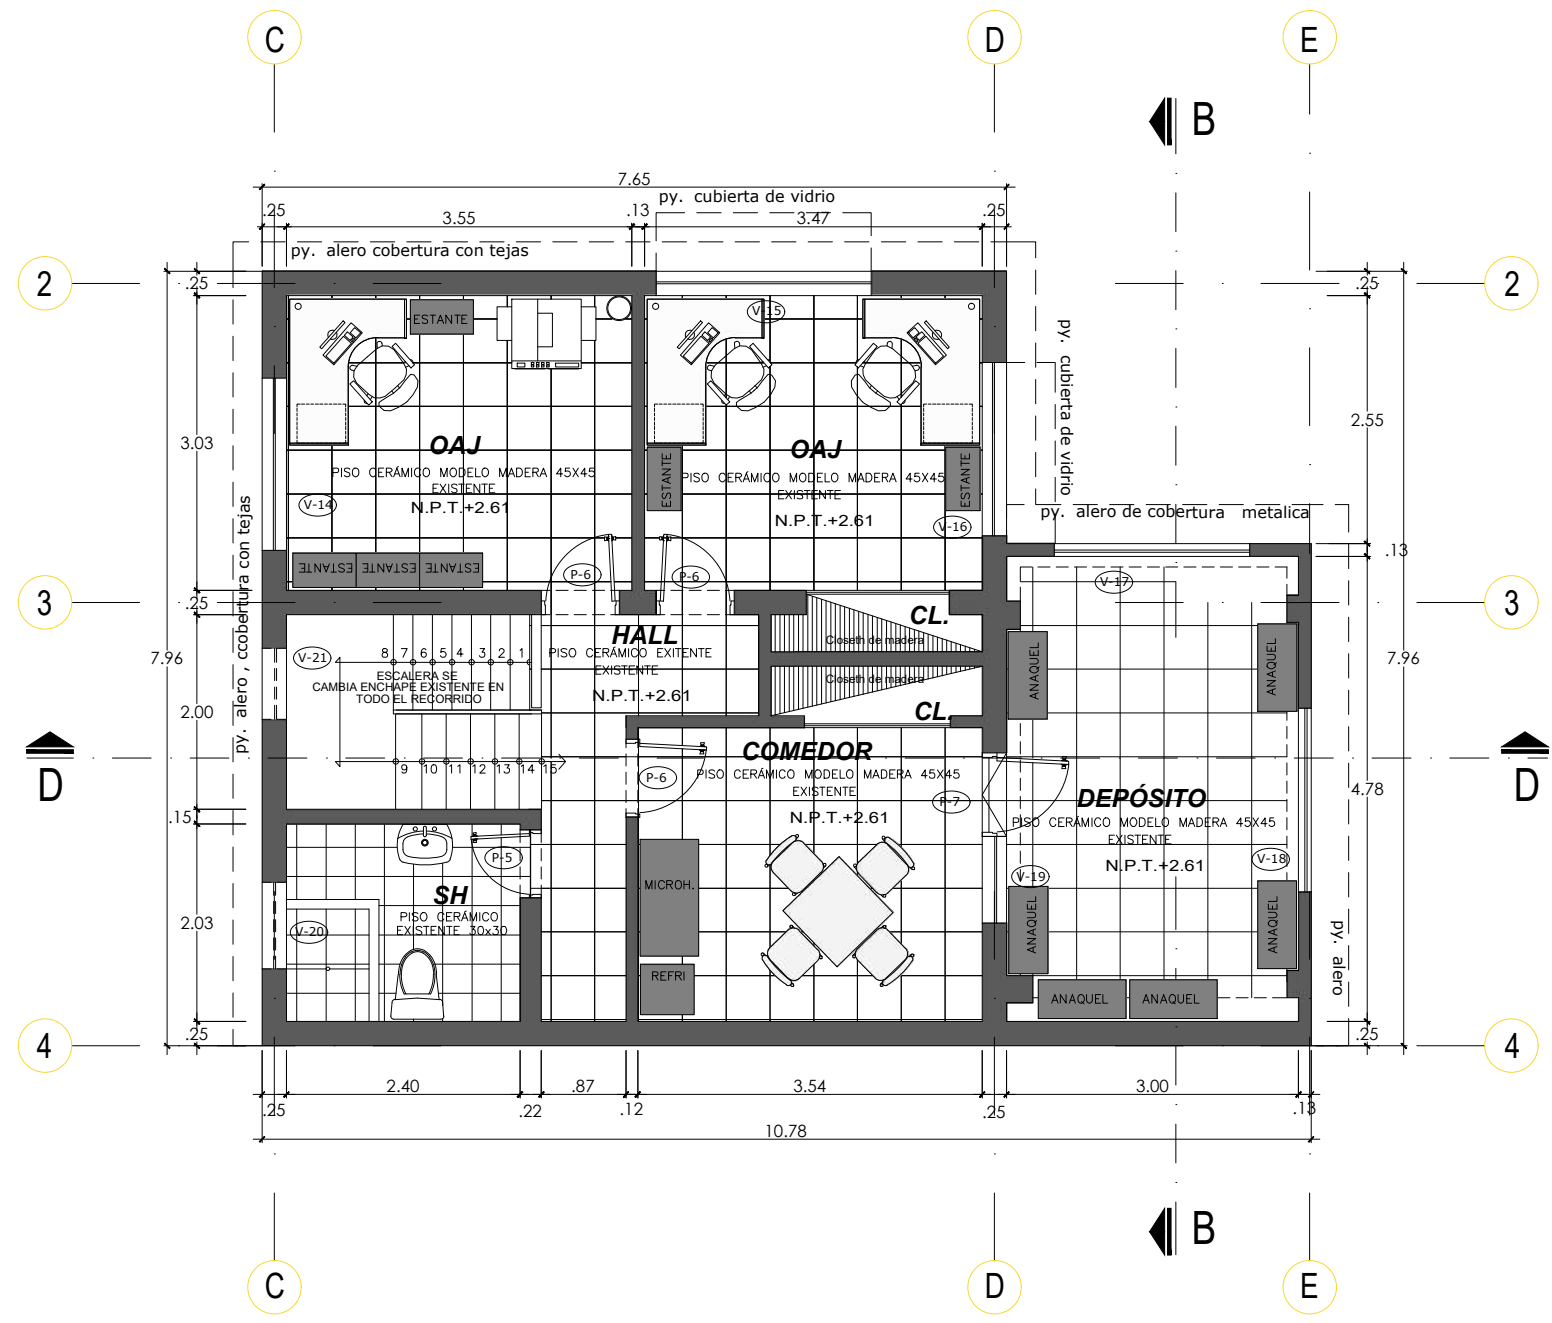 C
D
E
B
7.65
py. cubierta de vidrio
.25
3.55
.13
3.47
.25
py. alero cobertura con tejas
2
2
.25
.25
ESTANTE
V-15
py. cubierta de vidrio
3.03
2.55
OAJ
PISO CERÁMICO MODELO MADERA 45X45
EXISTENTE
N.P.T.+2.61
V-14
OAJ
PISO CERÁMICO MODELO MADERA 45X45
EXISTENTE
N.P.T.+2.61
ESTANTE
ESTANTE
V-16
py. alero de cobertura metalica
.13
py. alero , ccobertura con tejas
ESTANTE
ESTANTE
ESTANTE
P-6
P-6
V-17
3
3
.25
HALL
PISO CERÁMICO EXITENTE
EXISTENTE
N.P.T.+2.61
CL.
Closeth de madera
Closeth de madera
CL.
V-21
8 7 6 5 4 3 2 1
ESCALERA SE
CAMBIA ENCHAPE EXISTENTE EN
TODO EL RECORRIDO
9 10 11 12 13 14 15
7.96
7.96
2.00
ANAQUEL
ANAQUEL
D
D
COMEDOR
PISO CERÁMICO MODELO MADERA 45X45
EXISTENTE
N.P.T.+2.61
P-6
P-7
DEPÓSITO
PISO CERÁMICO MODELO MADERA 45X45
EXISTENTE
N.P.T.+2.61
4.78
.15
P-5
SH
PISO CERÁMICO
EXISTENTE 30x30
V-20
2.03
MICROH.
REFRI
V-19
V-18
ANAQUEL
ANAQUEL
ANAQUEL
ANAQUEL
py. alero
4
4
.25
.25
.25
2.40
.22
.87
.12
3.54
.25
3.00
.13
10.78
B
C
D
E